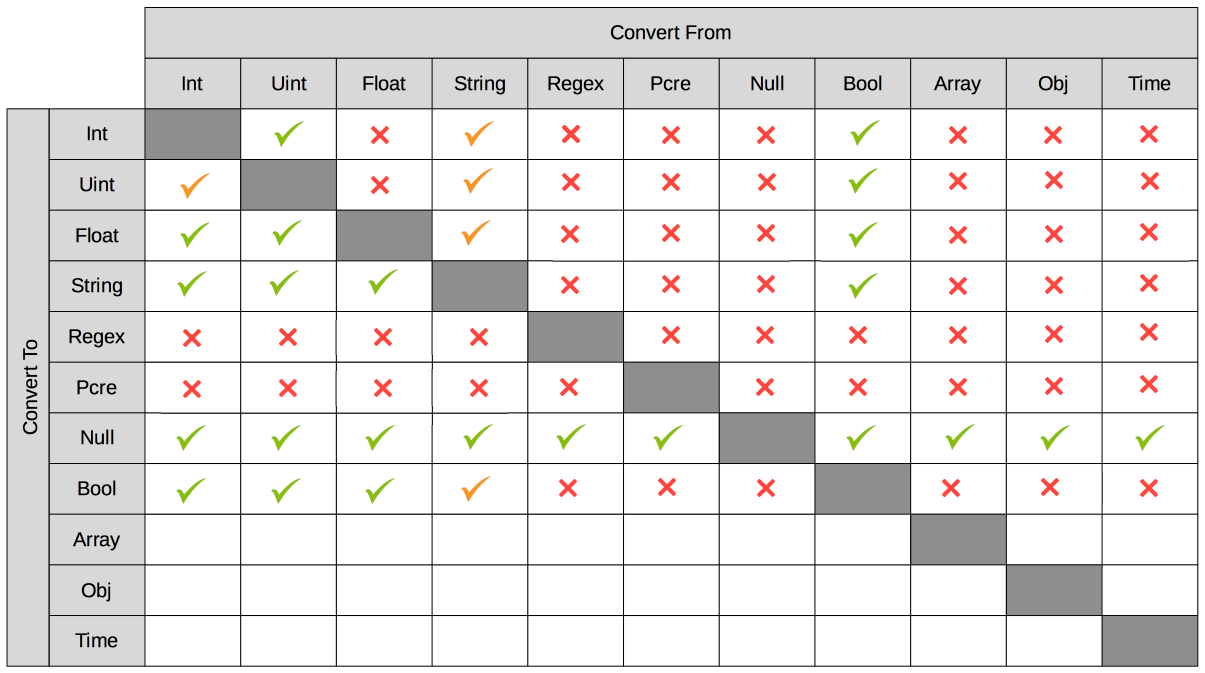 Convert From
Int Uint Float String Regex Pcre Null Bool Array Obj Time
Convert To
Int
Uint
Float
String
Regex
Pcre
Null
Bool
Array
Obj
Time